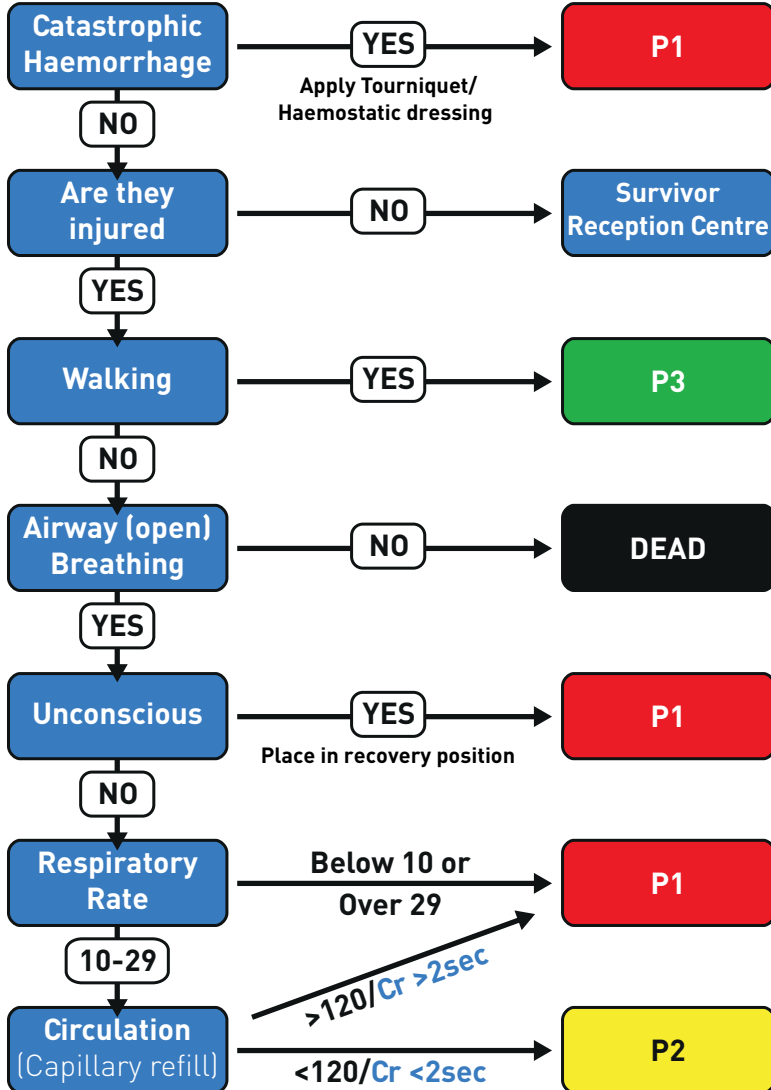 Catastrophic
Haemorrhage
YES
Apply Tourniquet/
Haemostatic dressing
P1
NO
Are they
injured
NO
Survivor
Reception Centre
YES
Walking
YES
P3
NO
Airway (open)
Breathing
NO
DEAD
YES
Unconscious
YES
Place in recovery position
P1
NO
Respiratory
Rate
Below 10 or
Over 29
P1
10-29
>120/Cr >2sec
Circulation
(Capillary refill)
<120/Cr <2sec
P2